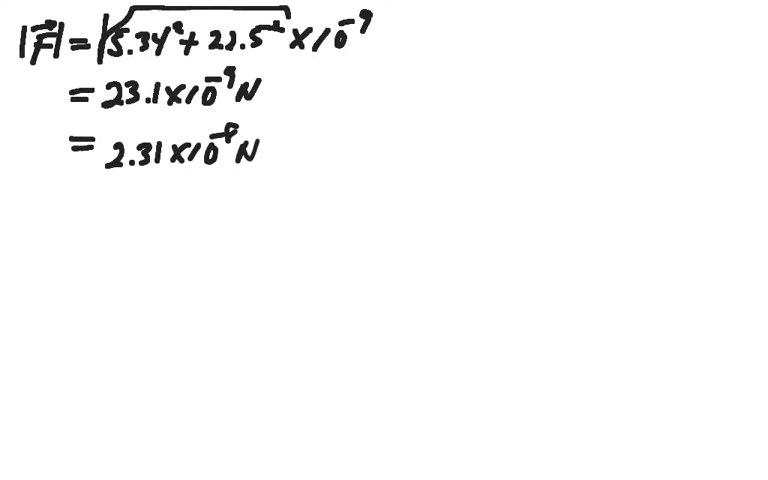 |F⃗| = √5.34² + 22.5² × 10⁻⁹
= 23.1 × 10⁻⁹ N
= 2.31 × 10⁻⁸ N